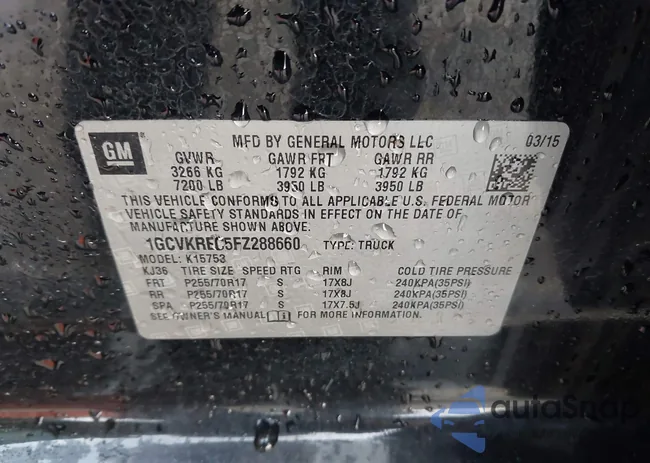 GM
MFD BY GENERAL MOTORS LLC 03/15
GVWR GAWR FRT GAWR RR
3266 KG 1792 KG 1792 KG
7200 LB 3950 LB 3950 LB
THIS VEHICLE CONFORMS TO ALL APPLICABLE U.S. FEDERAL MOTOR
VEHICLE SAFETY STANDARDS IN EFFECT ON THE DATE OF
MANUFACTURE SHOWN ABOVE.
1GCVKREC5FZ288660 TYPE: TRUCK
MODEL: K15753
KJ36 TIRE SIZE SPEED RTG RIM COLD TIRE PRESSURE
FRT P255/70R17 S 17X8J 240KPA(35PSI)
RR P255/70R17 S 17X8J 240KPA(35PSI)
SPA P255/70R17 S 17X7.5J 240KPA(35PSI)
SEE OWNER'S MANUAL FOR MORE INFORMATION.
autoSnap